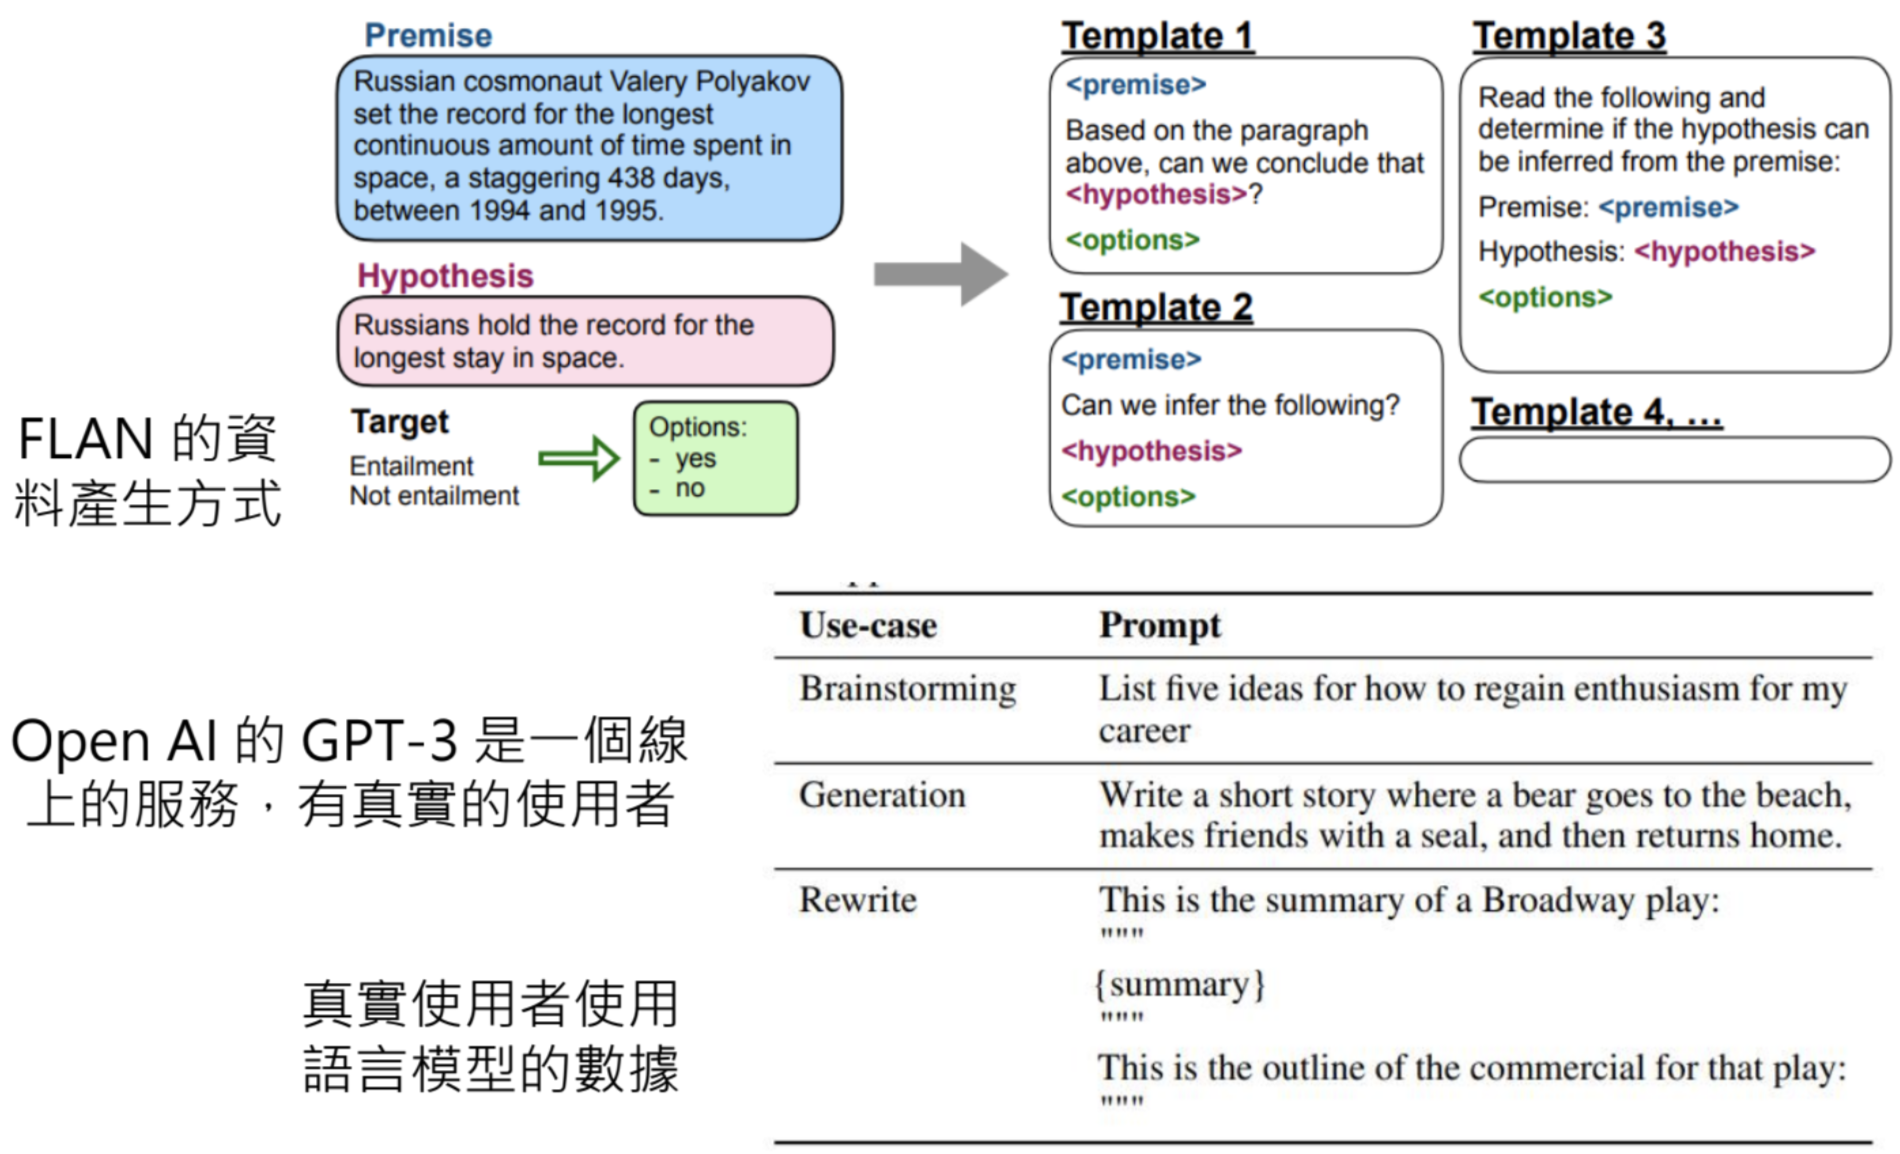 Premise
Russian cosmonaut Valery Polyakov
set the record for the longest
continuous amount of time spent in
space, a staggering 438 days,
between 1994 and 1995.
Hypothesis
Russians hold the record for the
longest stay in space.
Target
Entailment
Not entailment
Options:
- yes
- no
Template 1
<premise>
Based on the paragraph
above, can we conclude that
<hypothesis>?
<options>
Template 2
<premise>
Can we infer the following?
<hypothesis>
<options>
Template 3
Read the following and
determine if the hypothesis can
be inferred from the premise:
Premise: <premise>
Hypothesis: <hypothesis>
<options>
Template 4, ...
FLAN 的資
料產生方式
Open AI 的 GPT-3 是一個線
上的服務，有真實的使用者
真實使用者使用
語言模型的數據
Use-case Prompt
Brainstorming List five ideas for how to regain enthusiasm for my
career
Generation Write a short story where a bear goes to the beach,
makes friends with a seal, and then returns home.
Rewrite This is the summary of a Broadway play:
"""
{summary}
"""
This is the outline of the commercial for that play:
"""